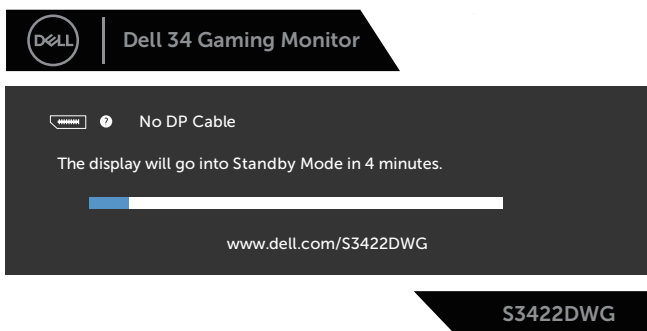 DELL
Dell 34 Gaming Monitor
? No DP Cable
The display will go into Standby Mode in 4 minutes.
www.dell.com/S3422DWG
S3422DWG